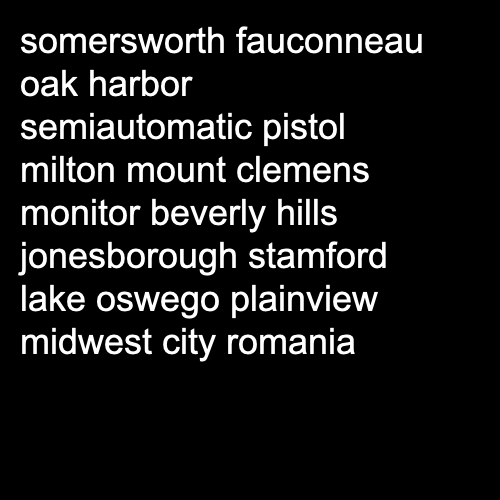 somersworth fauconneau
oak harbor
semiautomatic pistol
milton mount clemens
monitor beverly hills
jonesborough stamford
lake oswego plainview
midwest city romania